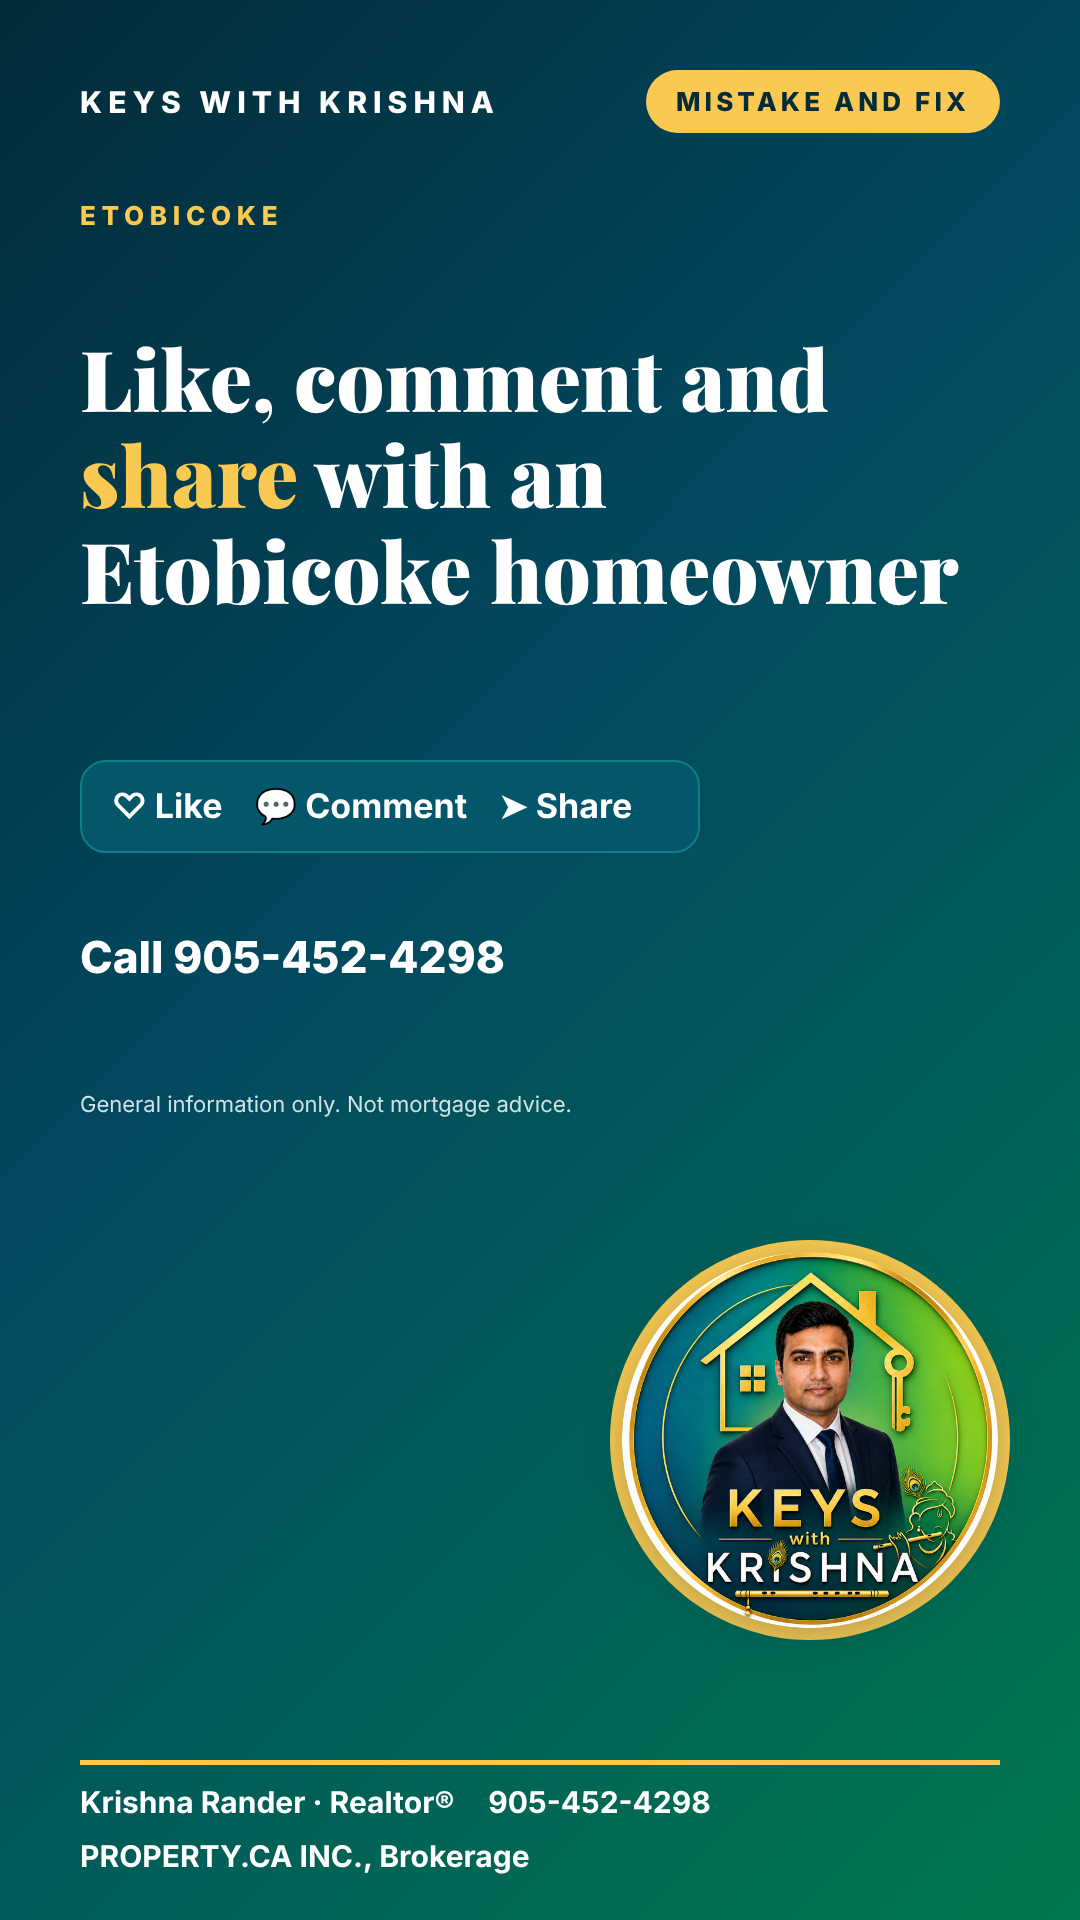 KEYS WITH KRISHNA
MISTAKE AND FIX
ETOBICOKE
Like, comment and
share with an
Etobicoke homeowner
♡ Like 💬 Comment ➤ Share
Call 905-452-4298
General information only. Not mortgage advice.
KEYS
with
KRISHNA
Krishna Rander · Realtor® 905-452-4298
PROPERTY.CA INC., Brokerage